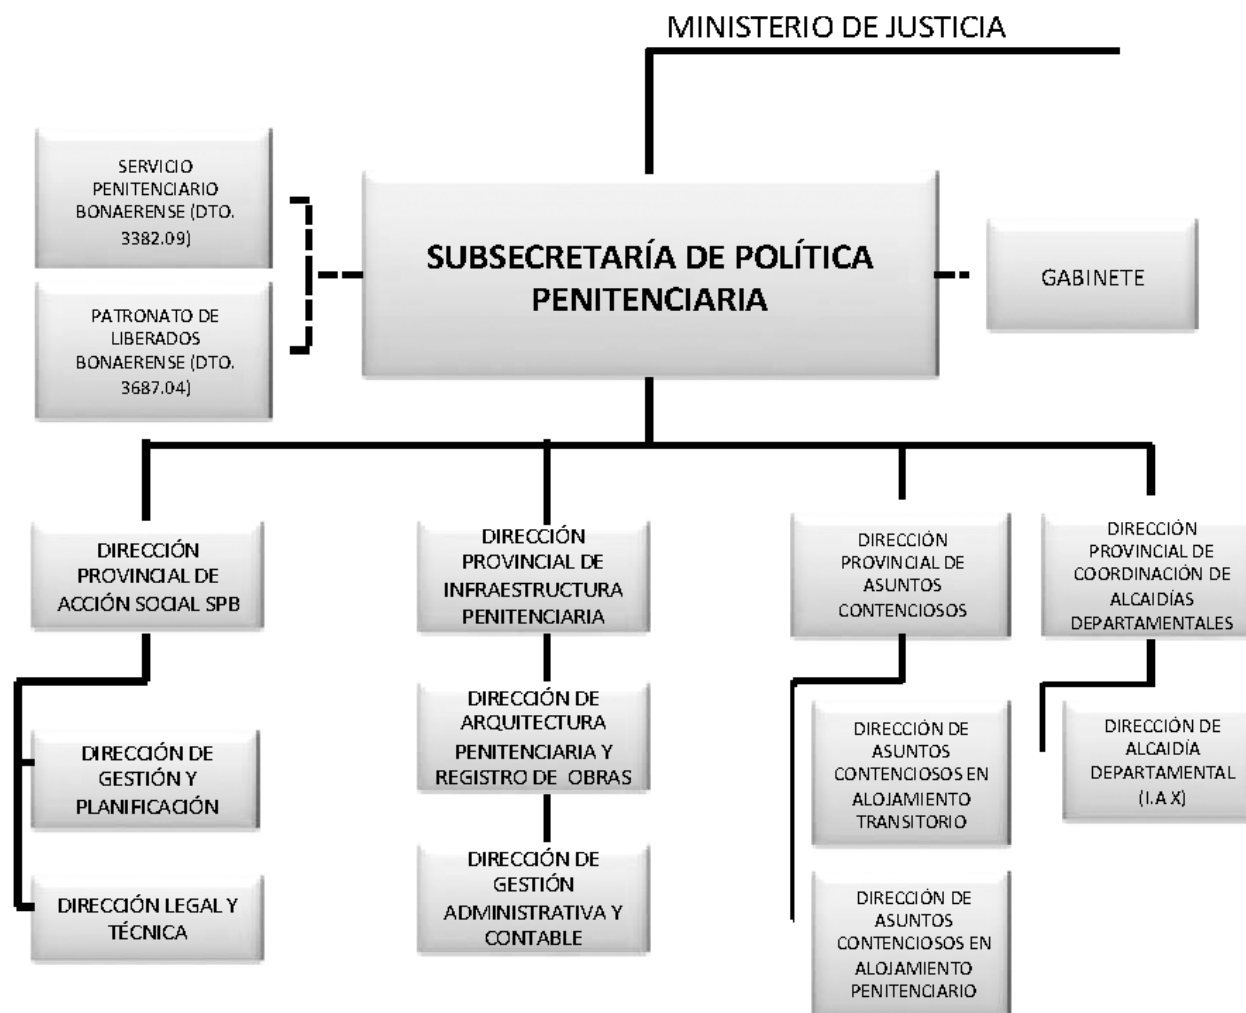 MINISTERIO DE JUSTICIA
SERVICIO
PENITENCIARIO
BONAERENSE (DTO.
3382.09)
PATRONATO DE
LIBERADOS
BONAERENSE (DTO.
3687.04)
SUBSECRETARÍA DE POLÍTICA
PENITENCIARIA
GABINETE
DIRECCIÓN
PROVINCIAL DE
ACCIÓN SOCIAL SPB
DIRECCIÓN DE
GESTIÓN Y
PLANIFICACIÓN
DIRECCIÓN LEGAL Y
TÉCNICA
DIRECCIÓN
PROVINCIAL DE
INFRAESTRUCTURA
PENITENCIARIA
DIRECCIÓN DE
ARQUITECTURA
PENITENCIARIA Y
REGISTRO DE OBRAS
DIRECCIÓN DE
GESTIÓN
ADMINISTRATIVA Y
CONTABLE
DIRECCIÓN
PROVINCIAL DE
ASUNTOS
CONTENCIOSOS
DIRECCIÓN DE
ASUNTOS
CONTENCIOSOS EN
ALOJAMIENTO
TRANSITORIO
DIRECCIÓN DE
ASUNTOS
CONTENCIOSOS EN
ALOJAMIENTO
PENITENCIARIO
DIRECCIÓN
PROVINCIAL DE
COORDINACIÓN DE
ALCAIDÍAS
DEPARTAMENTALES
DIRECCIÓN DE
ALCAIDÍA
DEPARTAMENTAL
(I.A X)